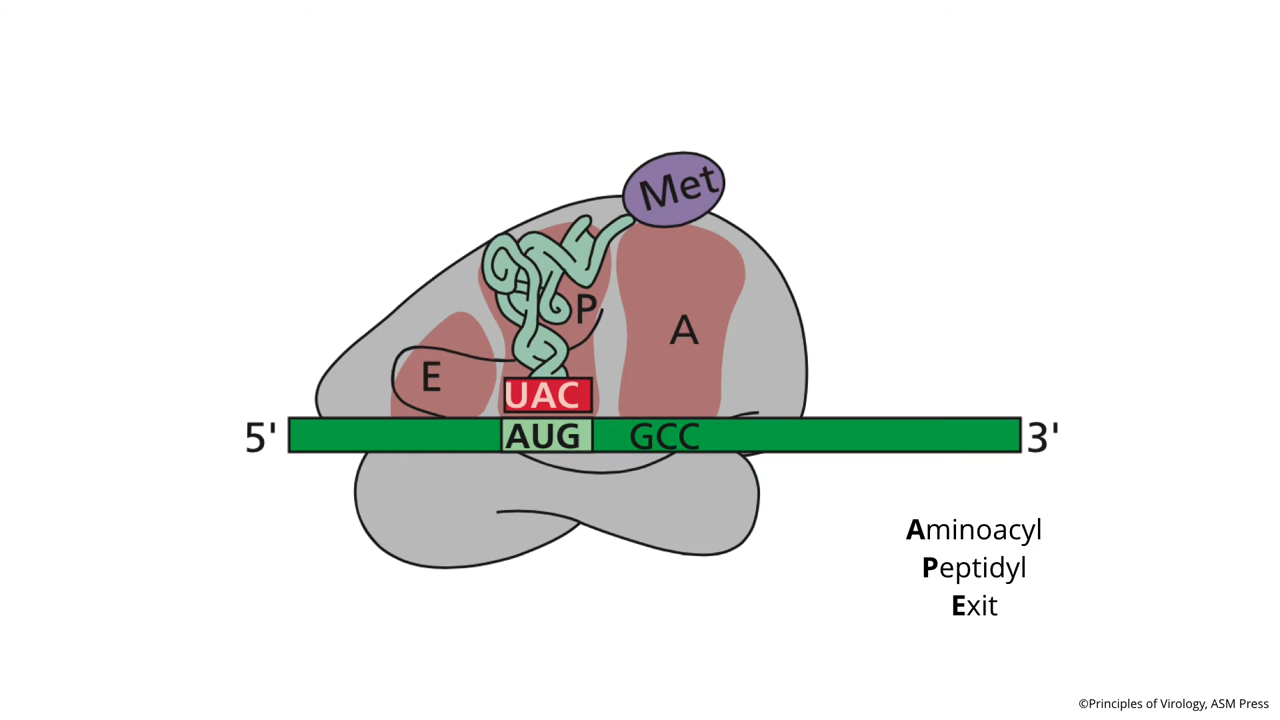 Met
P
A
E
UAC
5' AUG GCC 3'
Aminoacyl
Peptidyl
Exit
©Principles of Virology, ASM Press